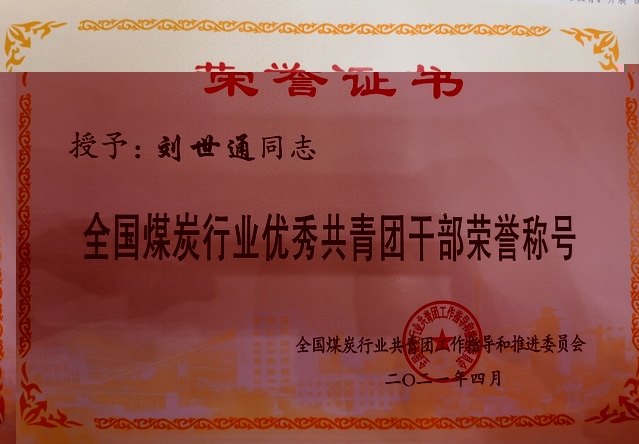 荣誉证书
授予：刘世通同志
全国煤炭行业优秀共青团干部荣誉称号
全国煤炭行业共青团工作指导和推进委员会
二〇二一年四月